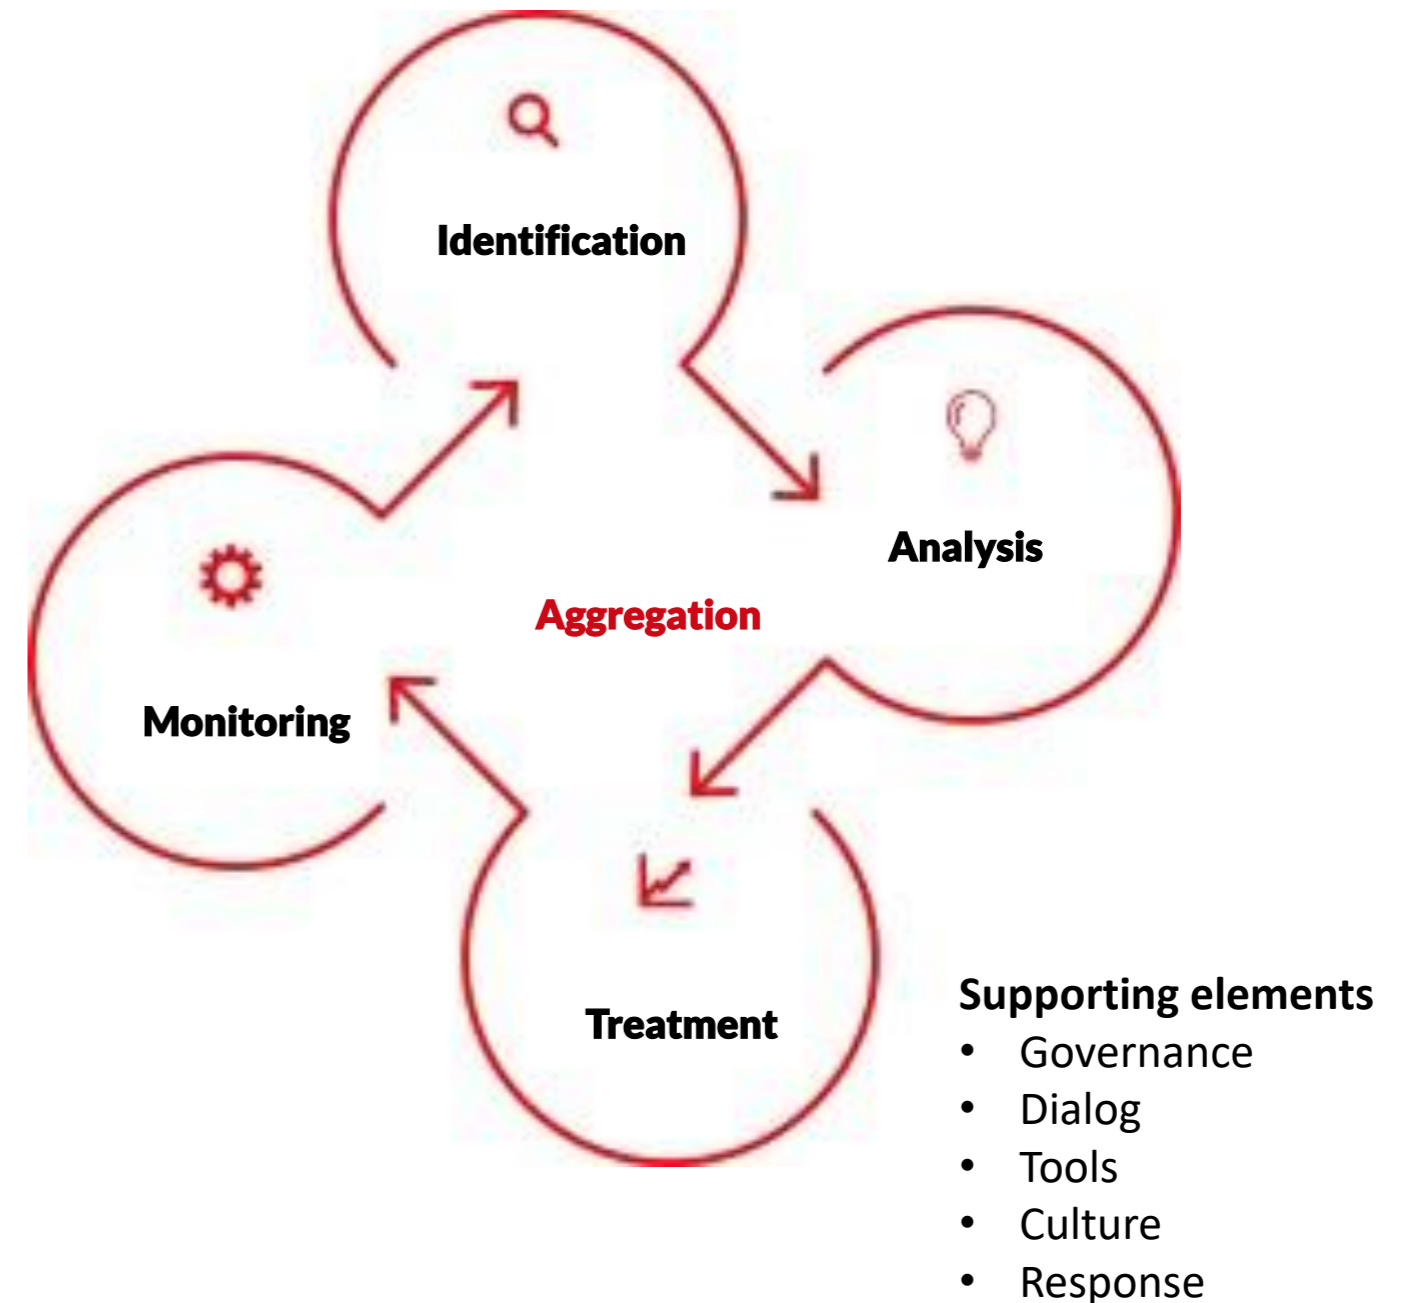 Identification
Analysis
Aggregation
Monitoring
Treatment
Supporting elements
• Governance
• Dialog
• Tools
• Culture
• Response